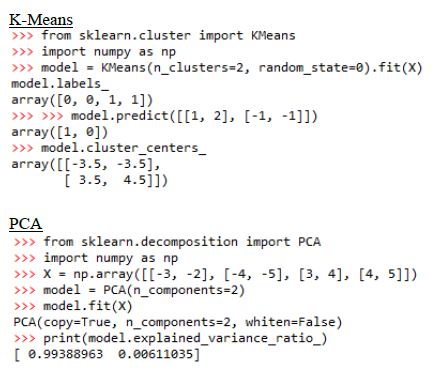 K-Means
>>> from sklearn.cluster import KMeans
>>> import numpy as np
>>> model = KMeans(n_clusters=2, random_state=0).fit(X)
model.labels_
array([0, 0, 1, 1])
>>> >>> model.predict([[1, 2], [-1, -1]])
array([1, 0])
>>> model.cluster_centers_
array([[-3.5, -3.5],
[ 3.5, 4.5]])
PCA
>>> from sklearn.decomposition import PCA
>>> import numpy as np
>>> X = np.array([[-3, -2], [-4, -5], [3, 4], [4, 5]])
>>> model = PCA(n_components=2)
>>> model.fit(X)
PCA(copy=True, n_components=2, whiten=False)
>>> print(model.explained_variance_ratio_)
[ 0.99388963 0.00611035]